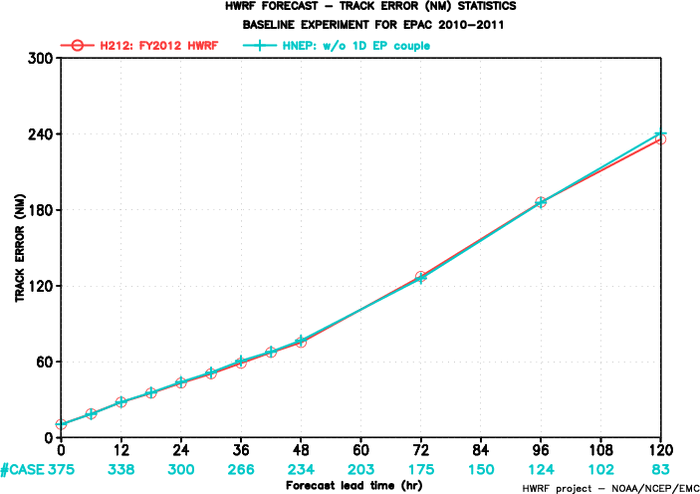 HWRF FORECAST – TRACK ERROR (NM) STATISTICS
BASELINE EXPERIMENT FOR EPAC 2010–2011
H212: FY2012 HWRF HNEP: w/o 1D EP couple
300
240
180
120
60
0
TRACK ERROR (NM)
0 12 24 36 48 60 72 84 96 108 120
#CASE 375 338 300 266 234 203 175 150 124 102 83
Forecast lead time (hr)
HWRF project – NOAA/NCEP/EMC